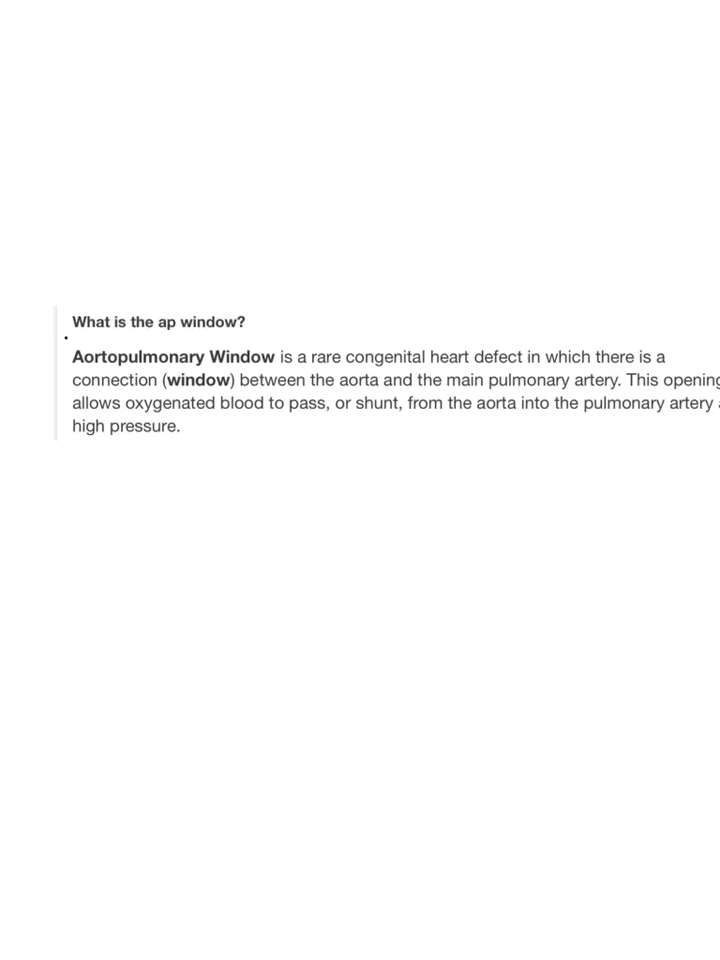 What is the ap window?
Aortopulmonary Window is a rare congenital heart defect in which there is a
connection (window) between the aorta and the main pulmonary artery. This opening
allows oxygenated blood to pass, or shunt, from the aorta into the pulmonary artery
high pressure.